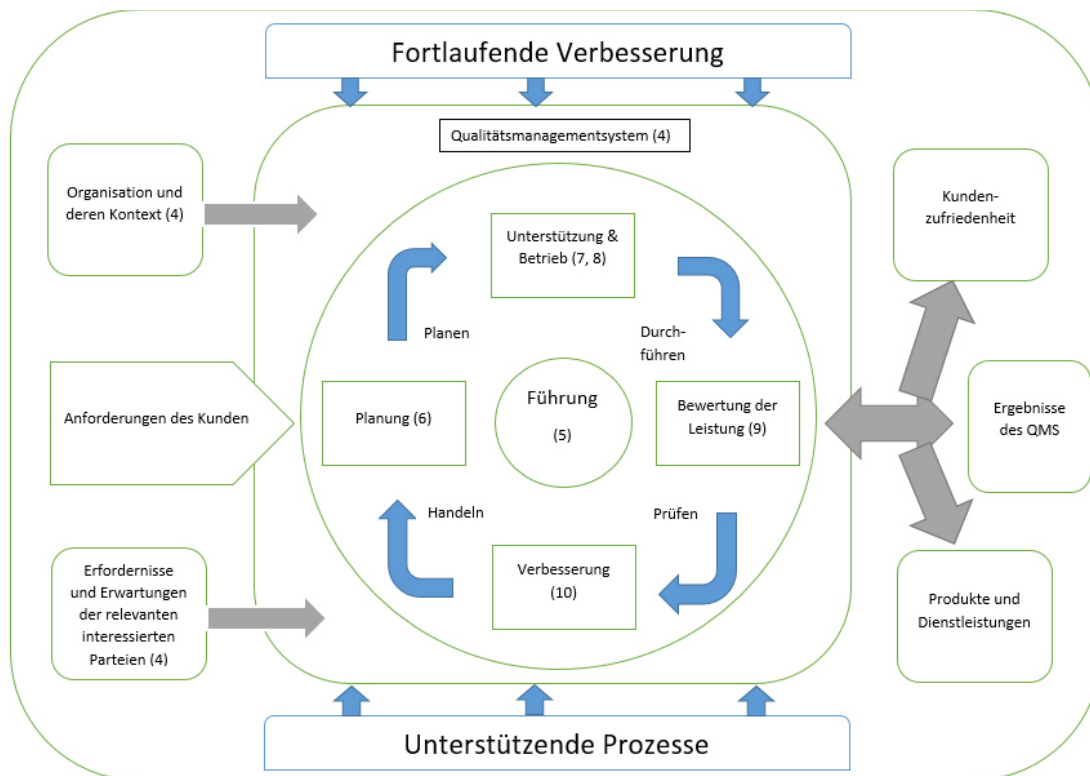 Fortlaufende Verbesserung
Qualitätsmanagementsystem (4)
Organisation und
deren Kontext (4)
Kunden-
zufriedenheit
Unterstützung &
Betrieb (7, 8)
Planen
Durch-
führen
Anforderungen des Kunden
Planung (6)
Führung
(5)
Bewertung der
Leistung (9)
Ergebnisse
des QMS
Handeln
Prüfen
Erfordernisse
und Erwartungen
der relevanten
interessierten
Parteien (4)
Verbesserung
(10)
Produkte und
Dienstleistungen
Unterstützende Prozesse